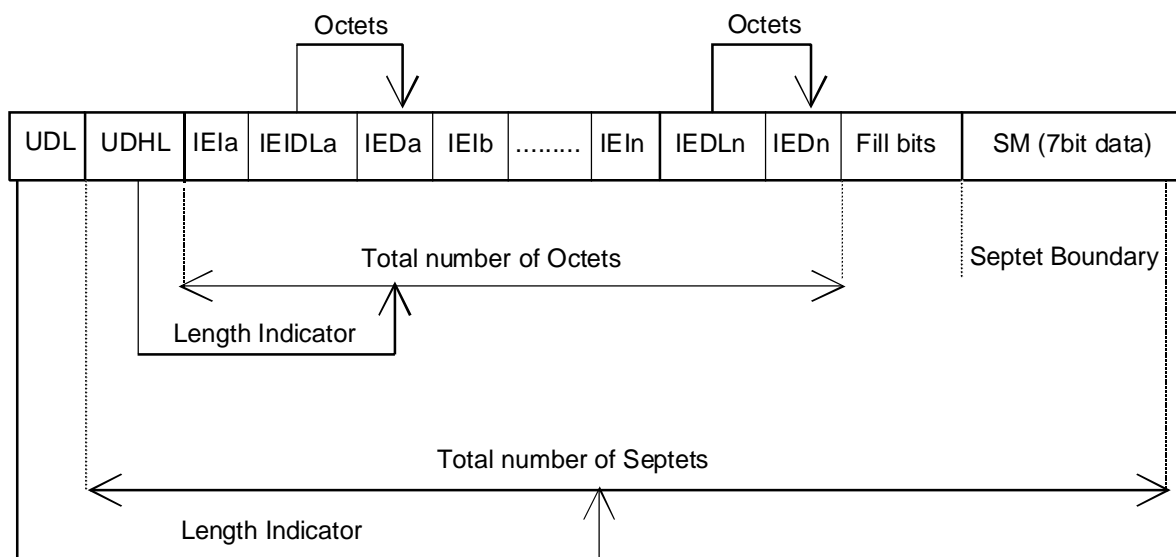 Octets Octets
UDL UDHL IEIa IEIDLa IEDa IEIb ......... IEIn IEDLn IEDn Fill bits SM (7bit data)
Total number of Octets Septet Boundary
Length Indicator
Total number of Septets
Length Indicator